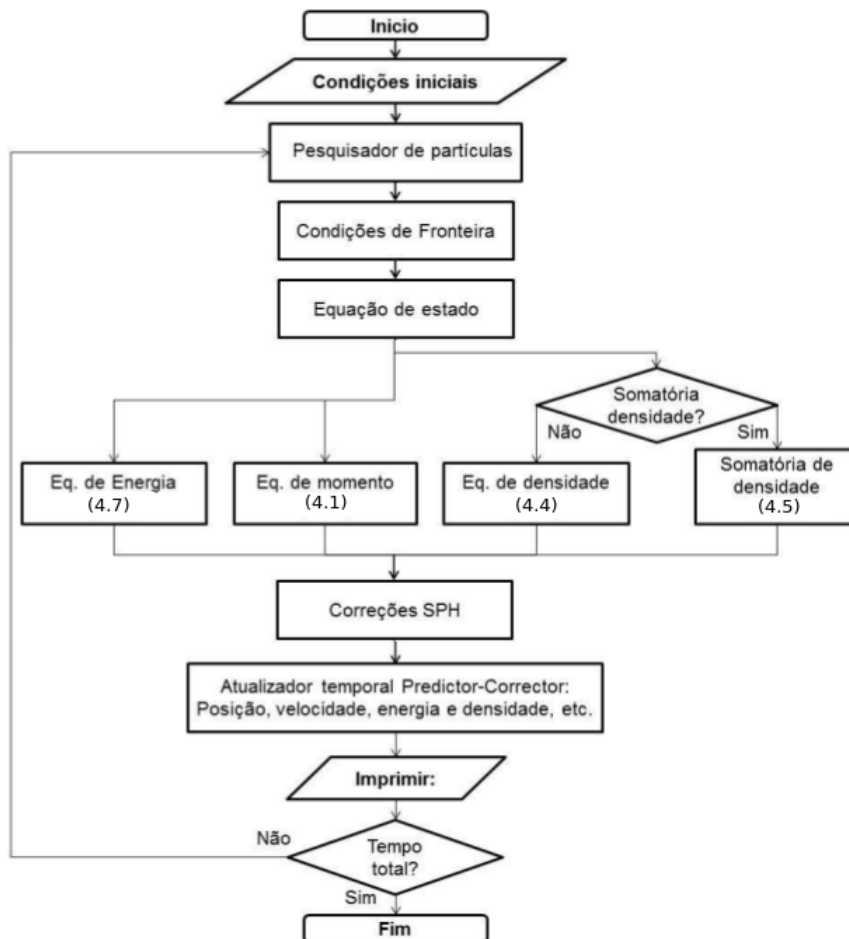 Inicio
Condições iniciais
Pesquisador de partículas
Condições de Fronteira
Equação de estado
Somatória
densidade?
Não
Sim
Eq. de Energia
(4.7)
Eq. de momento
(4.1)
Eq. de densidade
(4.4)
Somatória de
densidade
(4.5)
Correções SPH
Atualizador temporal Predictor-Corrector:
Posição, velocidade, energia e densidade, etc.
Imprimir:
Não
Tempo
total?
Sim
Fim